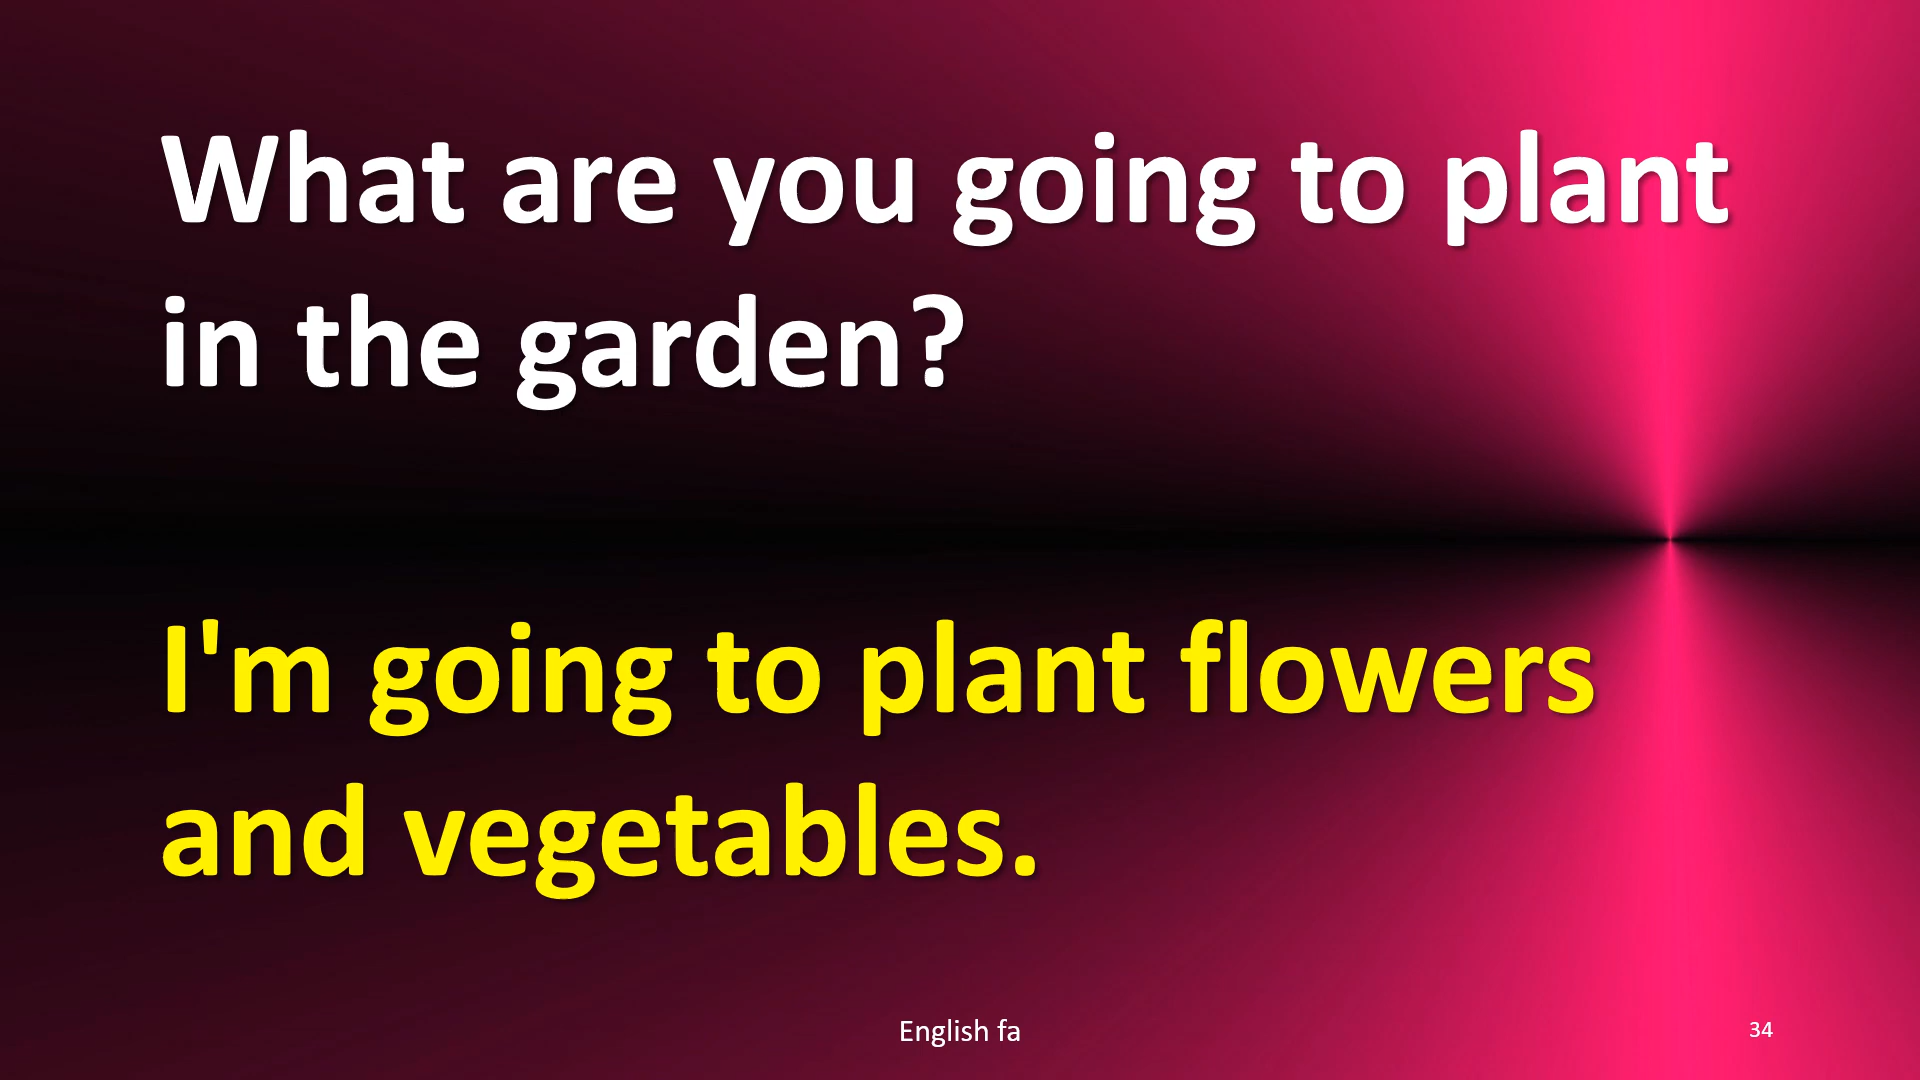 What are you going to plant
in the garden?
I'm going to plant flowers
and vegetables.
English fa
34